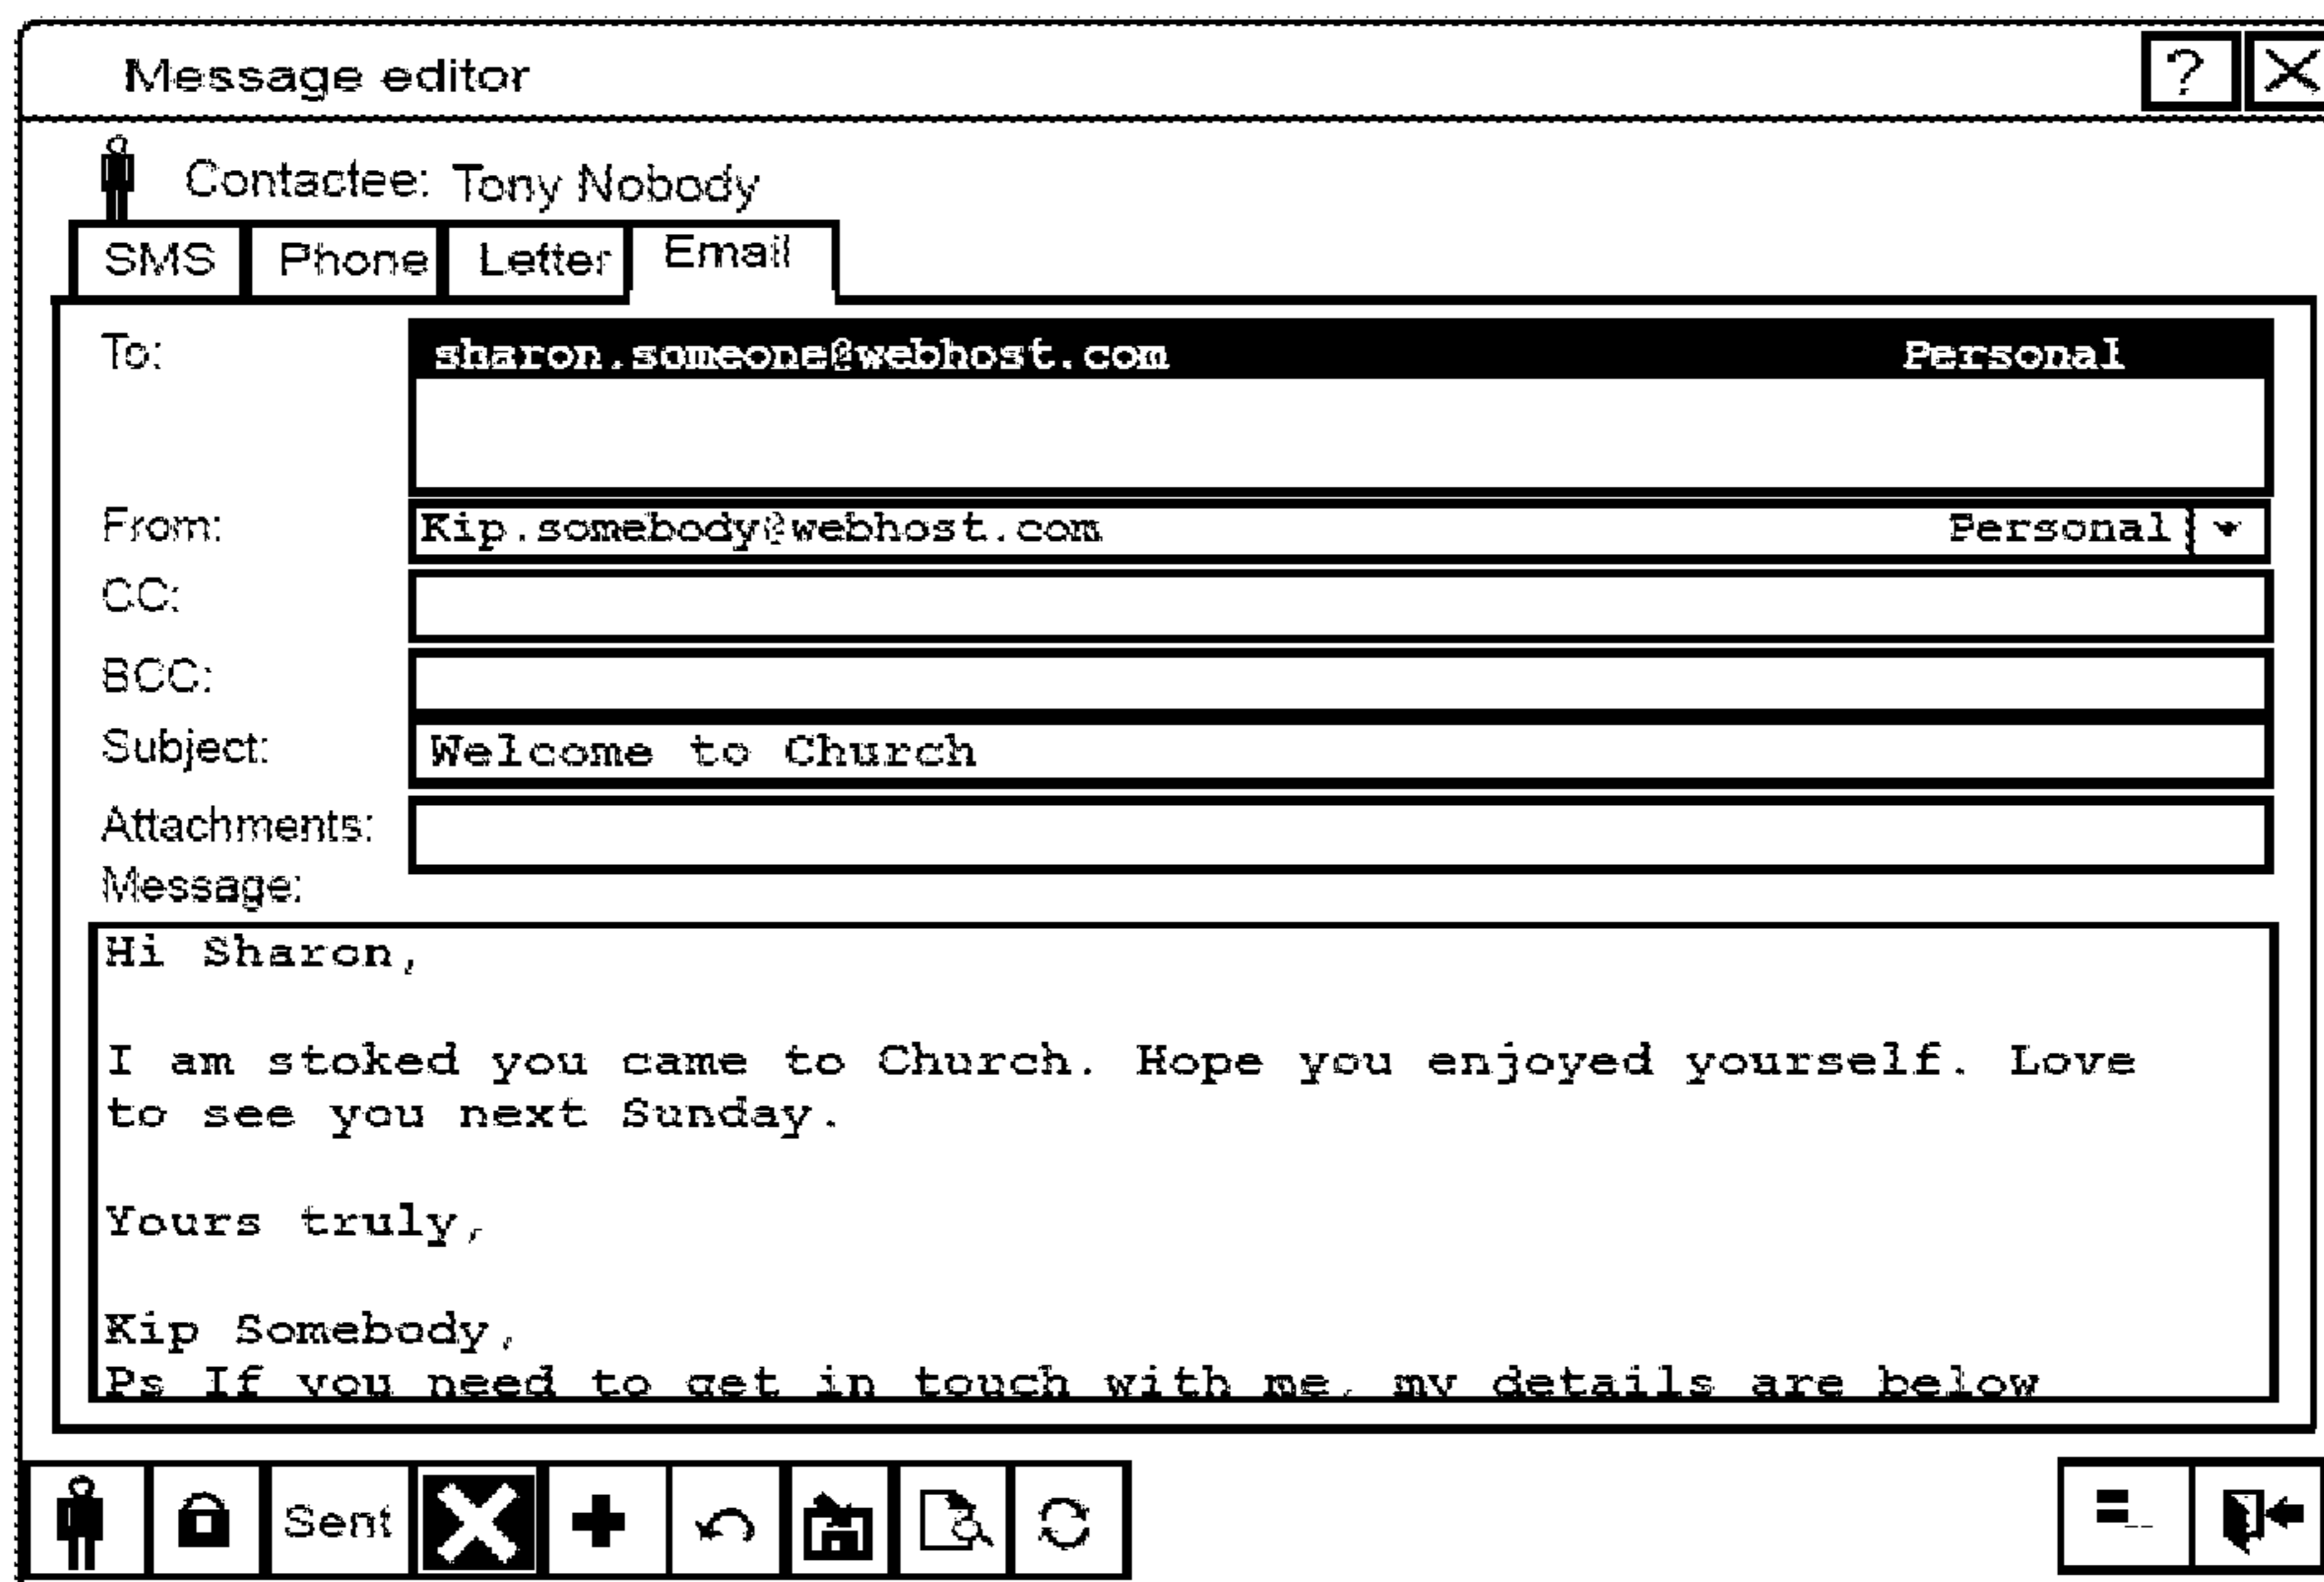 Message editor ?
Contactee: Tony Nobody
SMS Phone Letter Email
To: sharon.someone@webhost.com Personal
From: Kip.somebody@webhost.com Personal
CC:
BCC:
Subject: Welcome to Church
Attachments:
Message:
Hi Sharon,
I am stoked you came to Church. Hope you enjoyed yourself. Love
to see you next Sunday.
Yours truly,
Kip Somebody,
Ps If you need to get in touch with me, my details are below
Sent